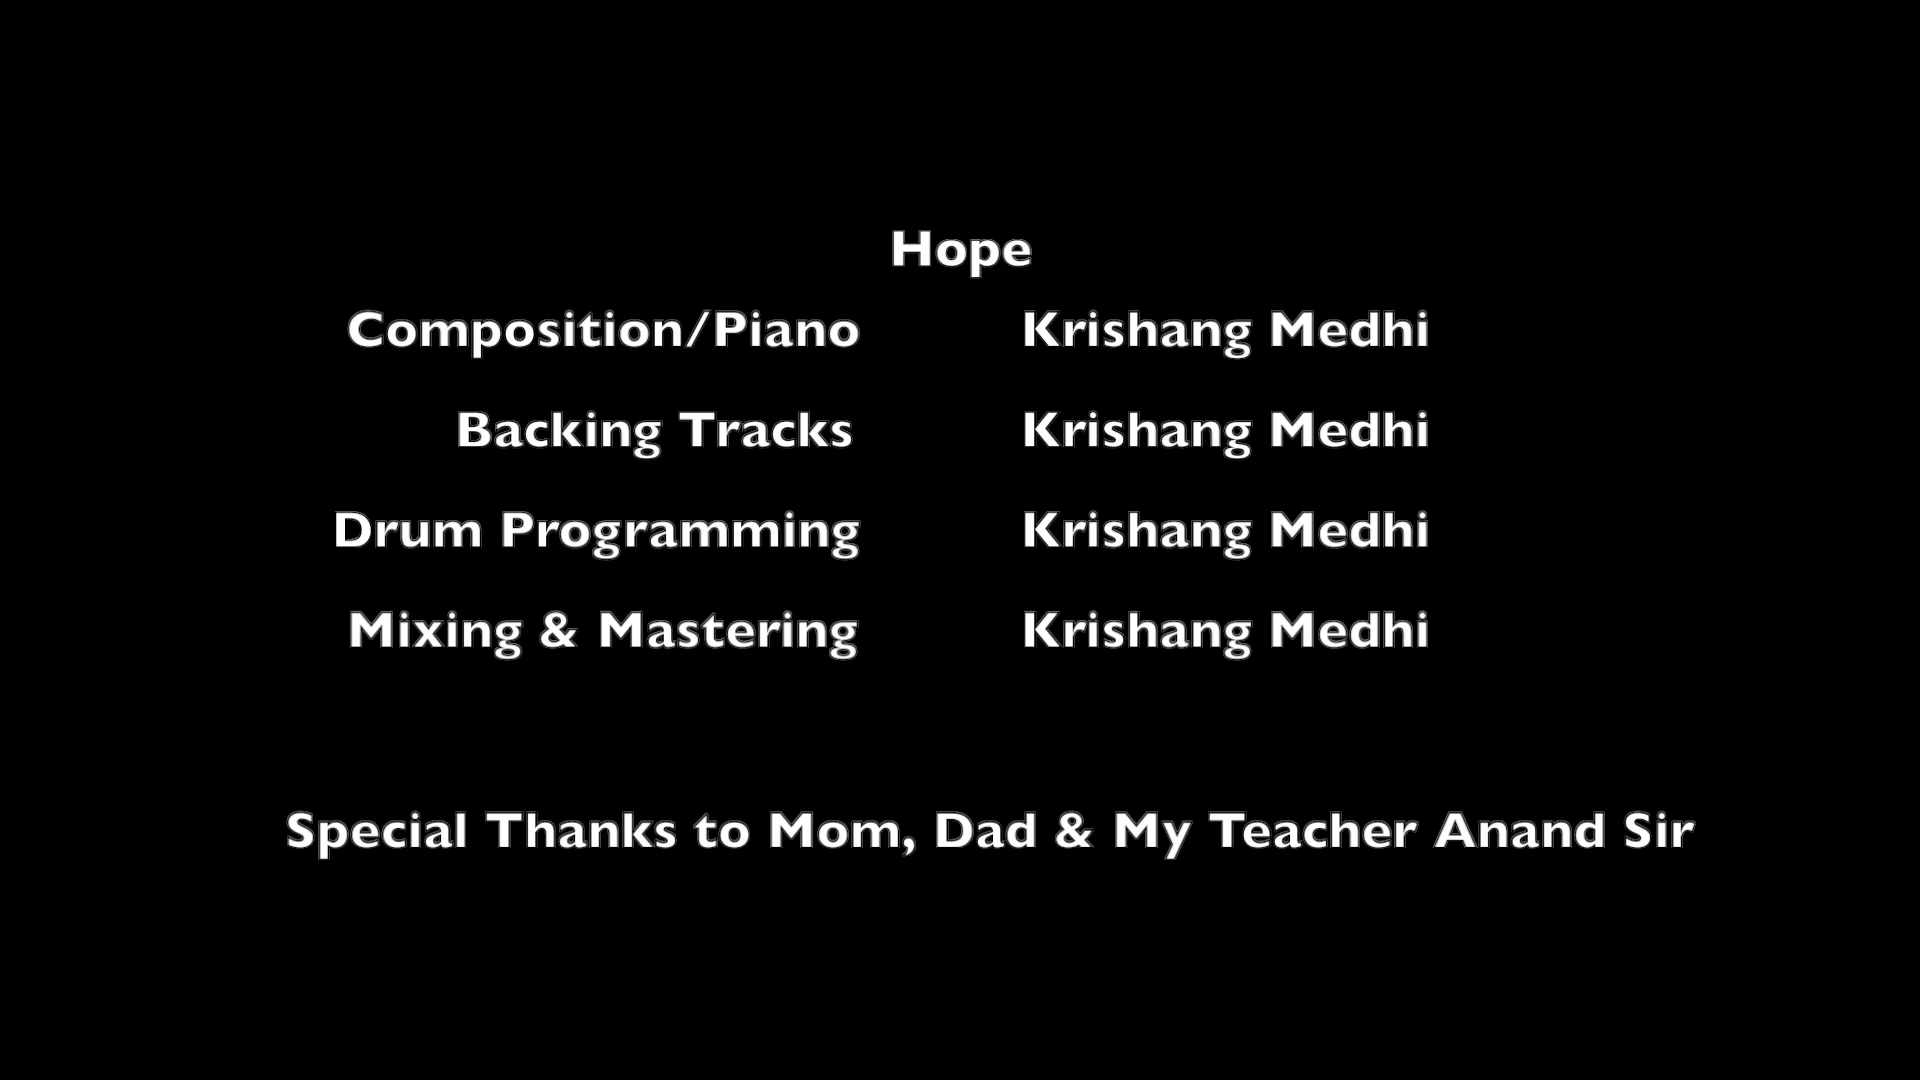 Hope
Composition/Piano Krishang Medhi
Backing Tracks Krishang Medhi
Drum Programming Krishang Medhi
Mixing & Mastering Krishang Medhi
Special Thanks to Mom, Dad & My Teacher Anand Sir